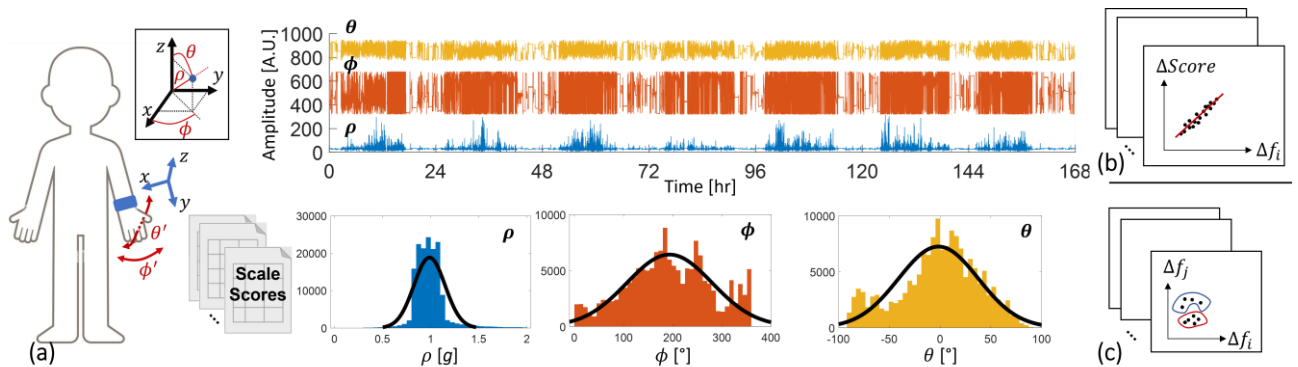 z
θ
ρ
y
x
ϕ
z
x
y
θ′
ϕ′
Scale
Scores
(a)
θ
ϕ
ρ
Amplitude [A.U.]
1000
800
600
400
200
0
0 24 48 72 96 120 144 168
Time [hr]
ρ
30000
20000
10000
0
0 0.5 1 1.5 2
ρ [g]
ϕ
10000
5000
0
0 100 200 300 400
ϕ [°]
θ
10000
5000
0
-100 -50 0 50 100
θ [°]
ΔScore
Δf_i
(b)
Δf_j
Δf_i
(c)